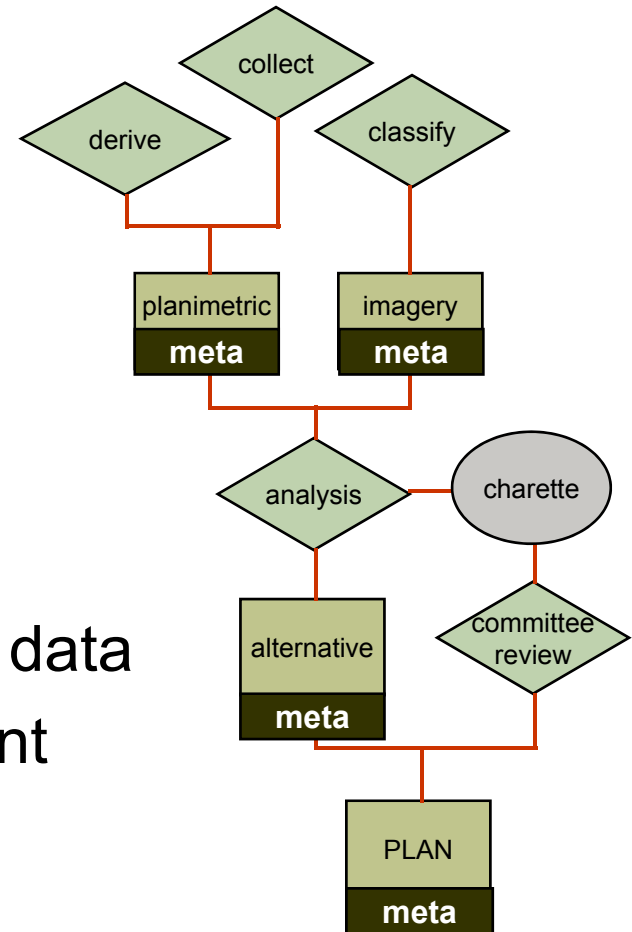 collect
derive
classify
planimetric
meta
imagery
meta
analysis
charette
alternative
meta
committee
review
data
nt
PLAN
meta